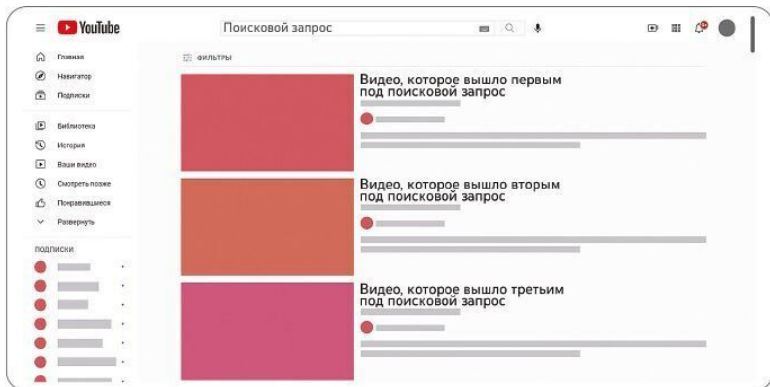 YouTube
Поисковой запрос
Главная
Навигатор
Подписки
Библиотека
История
Ваши видео
Смотреть позже
Понравившиеся
Развернуть
ПОДПИСКИ
ФИЛЬТРЫ
Видео, которое вышло первым
под поисковой запрос
Видео, которое вышло вторым
под поисковой запрос
Видео, которое вышло третьим
под поисковой запрос